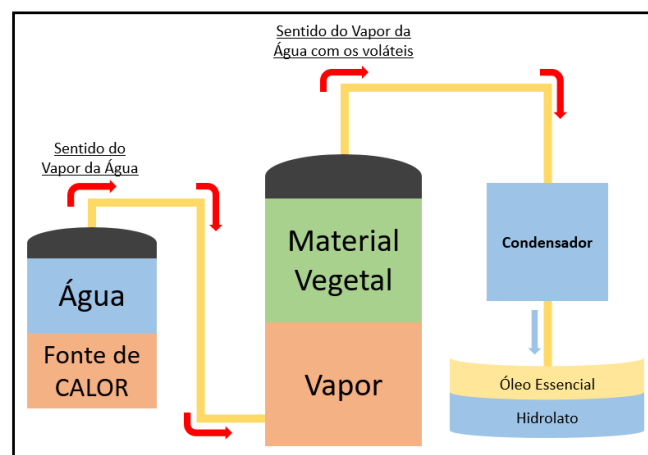 Sentido do Vapor da
Água com os voláteis
Sentido do
Vapor da Água
Água
Fonte de
CALOR
Material
Vegetal
Vapor
Condensador
Óleo Essencial
Hidrolato